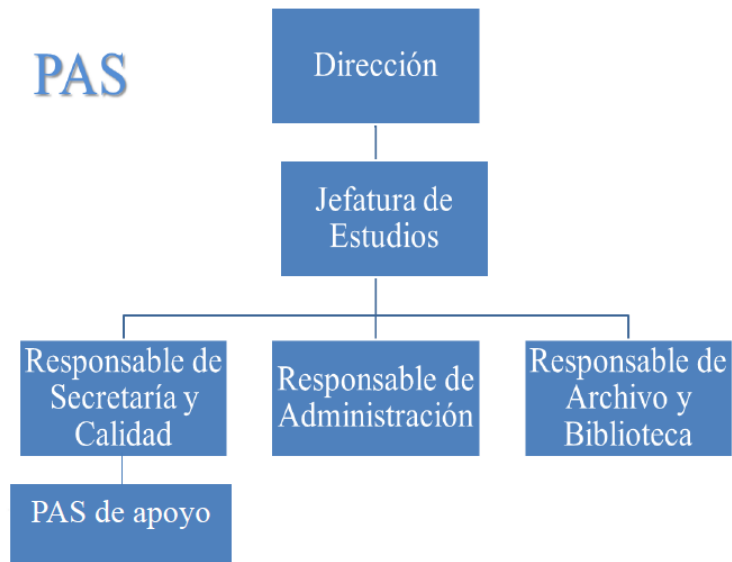 PAS
Dirección
Jefatura de
Estudios
Responsable de
Secretaría y
Calidad
Responsable de
Administración
Responsable de
Archivo y
Biblioteca
PAS de apoyo